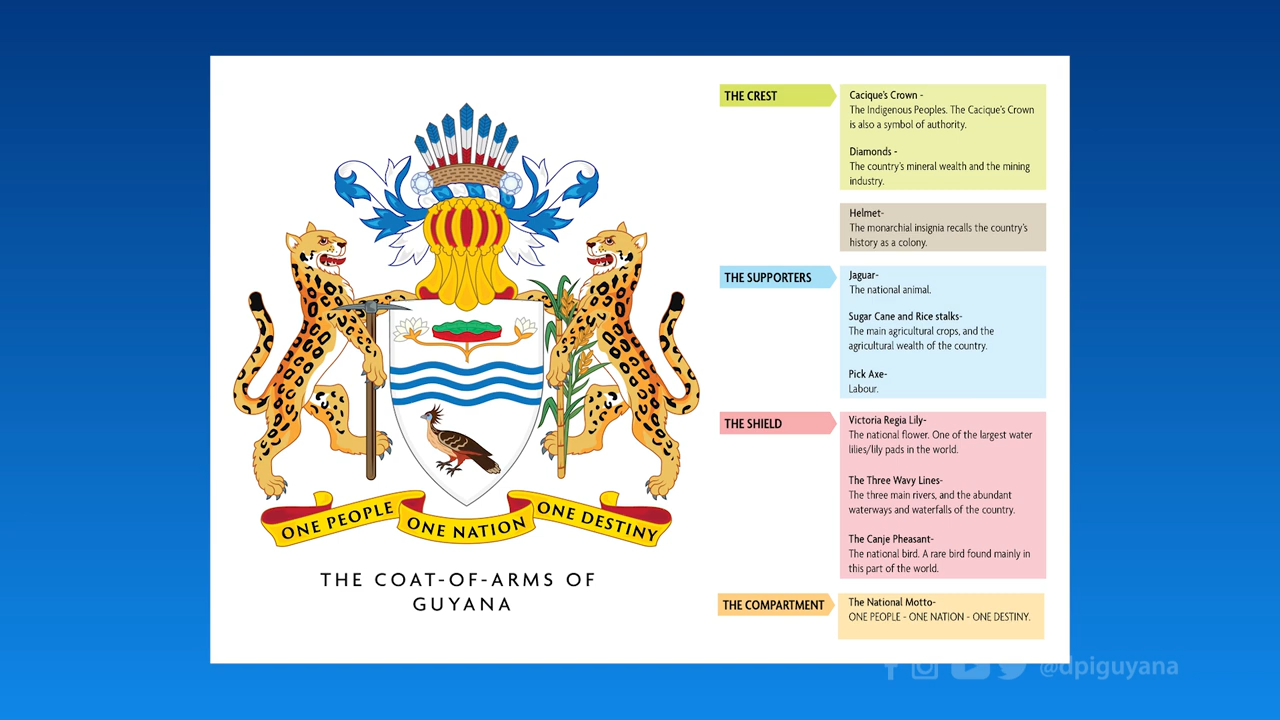 ONE PEOPLE
ONE NATION
ONE DESTINY
THE COAT-OF-ARMS OF
GUYANA
THE CREST
Cacique's Crown -
The Indigenous Peoples. The Cacique's Crown
is also a symbol of authority.
Diamonds -
The country's mineral wealth and the mining
industry.
Helmet-
The monarchial insignia recalls the country's
history as a colony.
THE SUPPORTERS
Jaguar-
The national animal.
Sugar Cane and Rice stalks-
The main agricultural crops, and the
agricultural wealth of the country.
Pick Axe-
Labour.
THE SHIELD
Victoria Regia Lily-
The national flower. One of the largest water
lilies/lily pads in the world.
The Three Wavy Lines-
The three main rivers, and the abundant
waterways and waterfalls of the country.
The Canje Pheasant-
The national bird. A rare bird found mainly in
this part of the world.
THE COMPARTMENT
The National Motto-
ONE PEOPLE - ONE NATION - ONE DESTINY.
@dpiguyana